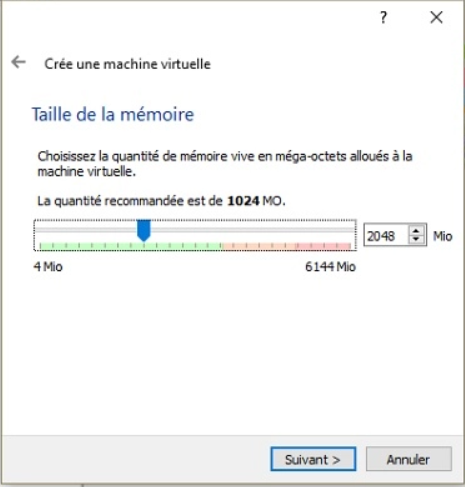 ?
Crée une machine virtuelle
Taille de la mémoire
Choisissez la quantité de mémoire vive en méga-octets alloués à la
machine virtuelle.
La quantité recommandée est de 1024 MO.
2048 Mio
4 Mio 6144 Mio
Suivant > Annuler